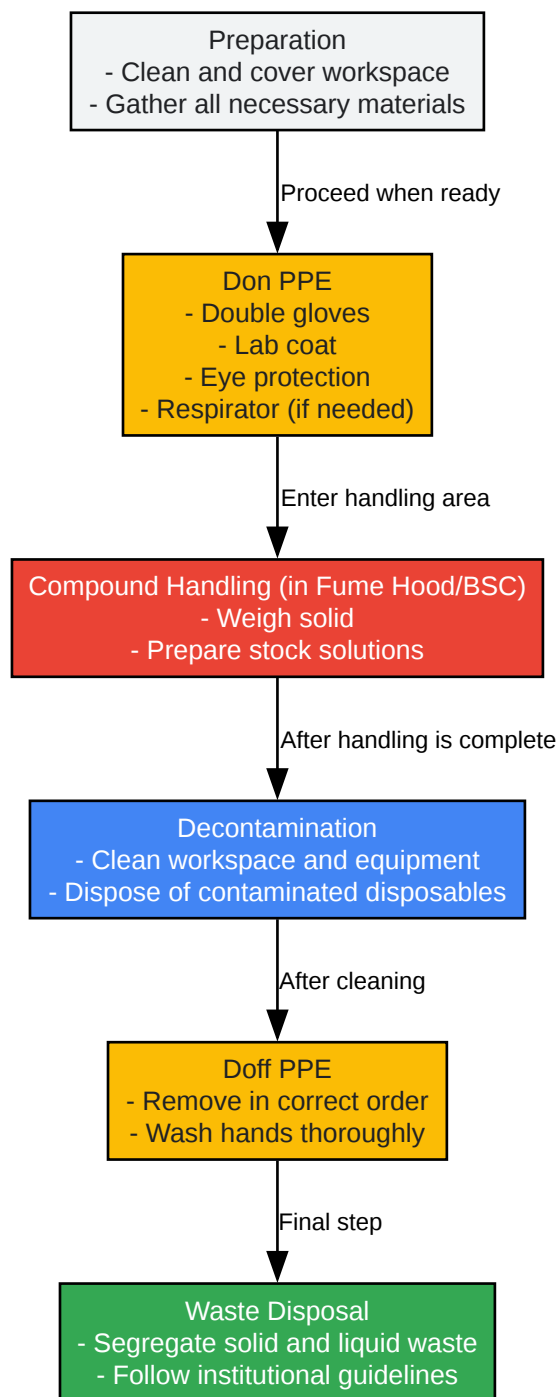 Preparation
- Clean and cover workspace
- Gather all necessary materials
Proceed when ready
Don PPE
- Double gloves
- Lab coat
- Eye protection
- Respirator (if needed)
Enter handling area
Compound Handling (in Fume Hood/BSC)
- Weigh solid
- Prepare stock solutions
After handling is complete
Decontamination
- Clean workspace and equipment
- Dispose of contaminated disposables
After cleaning
Doff PPE
- Remove in correct order
- Wash hands thoroughly
Final step
Waste Disposal
- Segregate solid and liquid waste
- Follow institutional guidelines